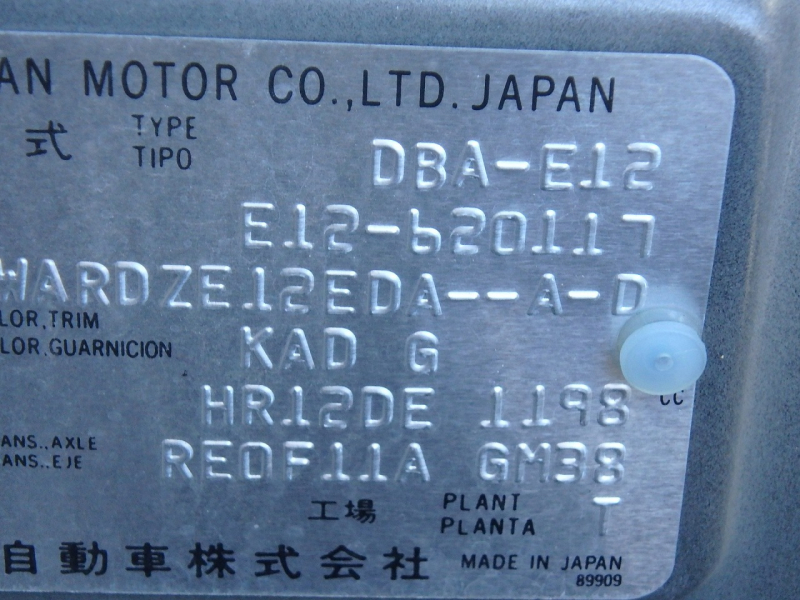 AN MOTOR CO.,LTD. JAPAN
式 TYPE TIPO DBA-E12
E12-620117
WARDZE12EDA--A-D
LOR,TRIM
LOR,GUARNICION KAD G
HR12DE 1198 CC
ANS.,AXLE
ANS..EJE RE0F11A GM38
工場 PLANT PLANTA T
自動車株式会社 MADE IN JAPAN
89909